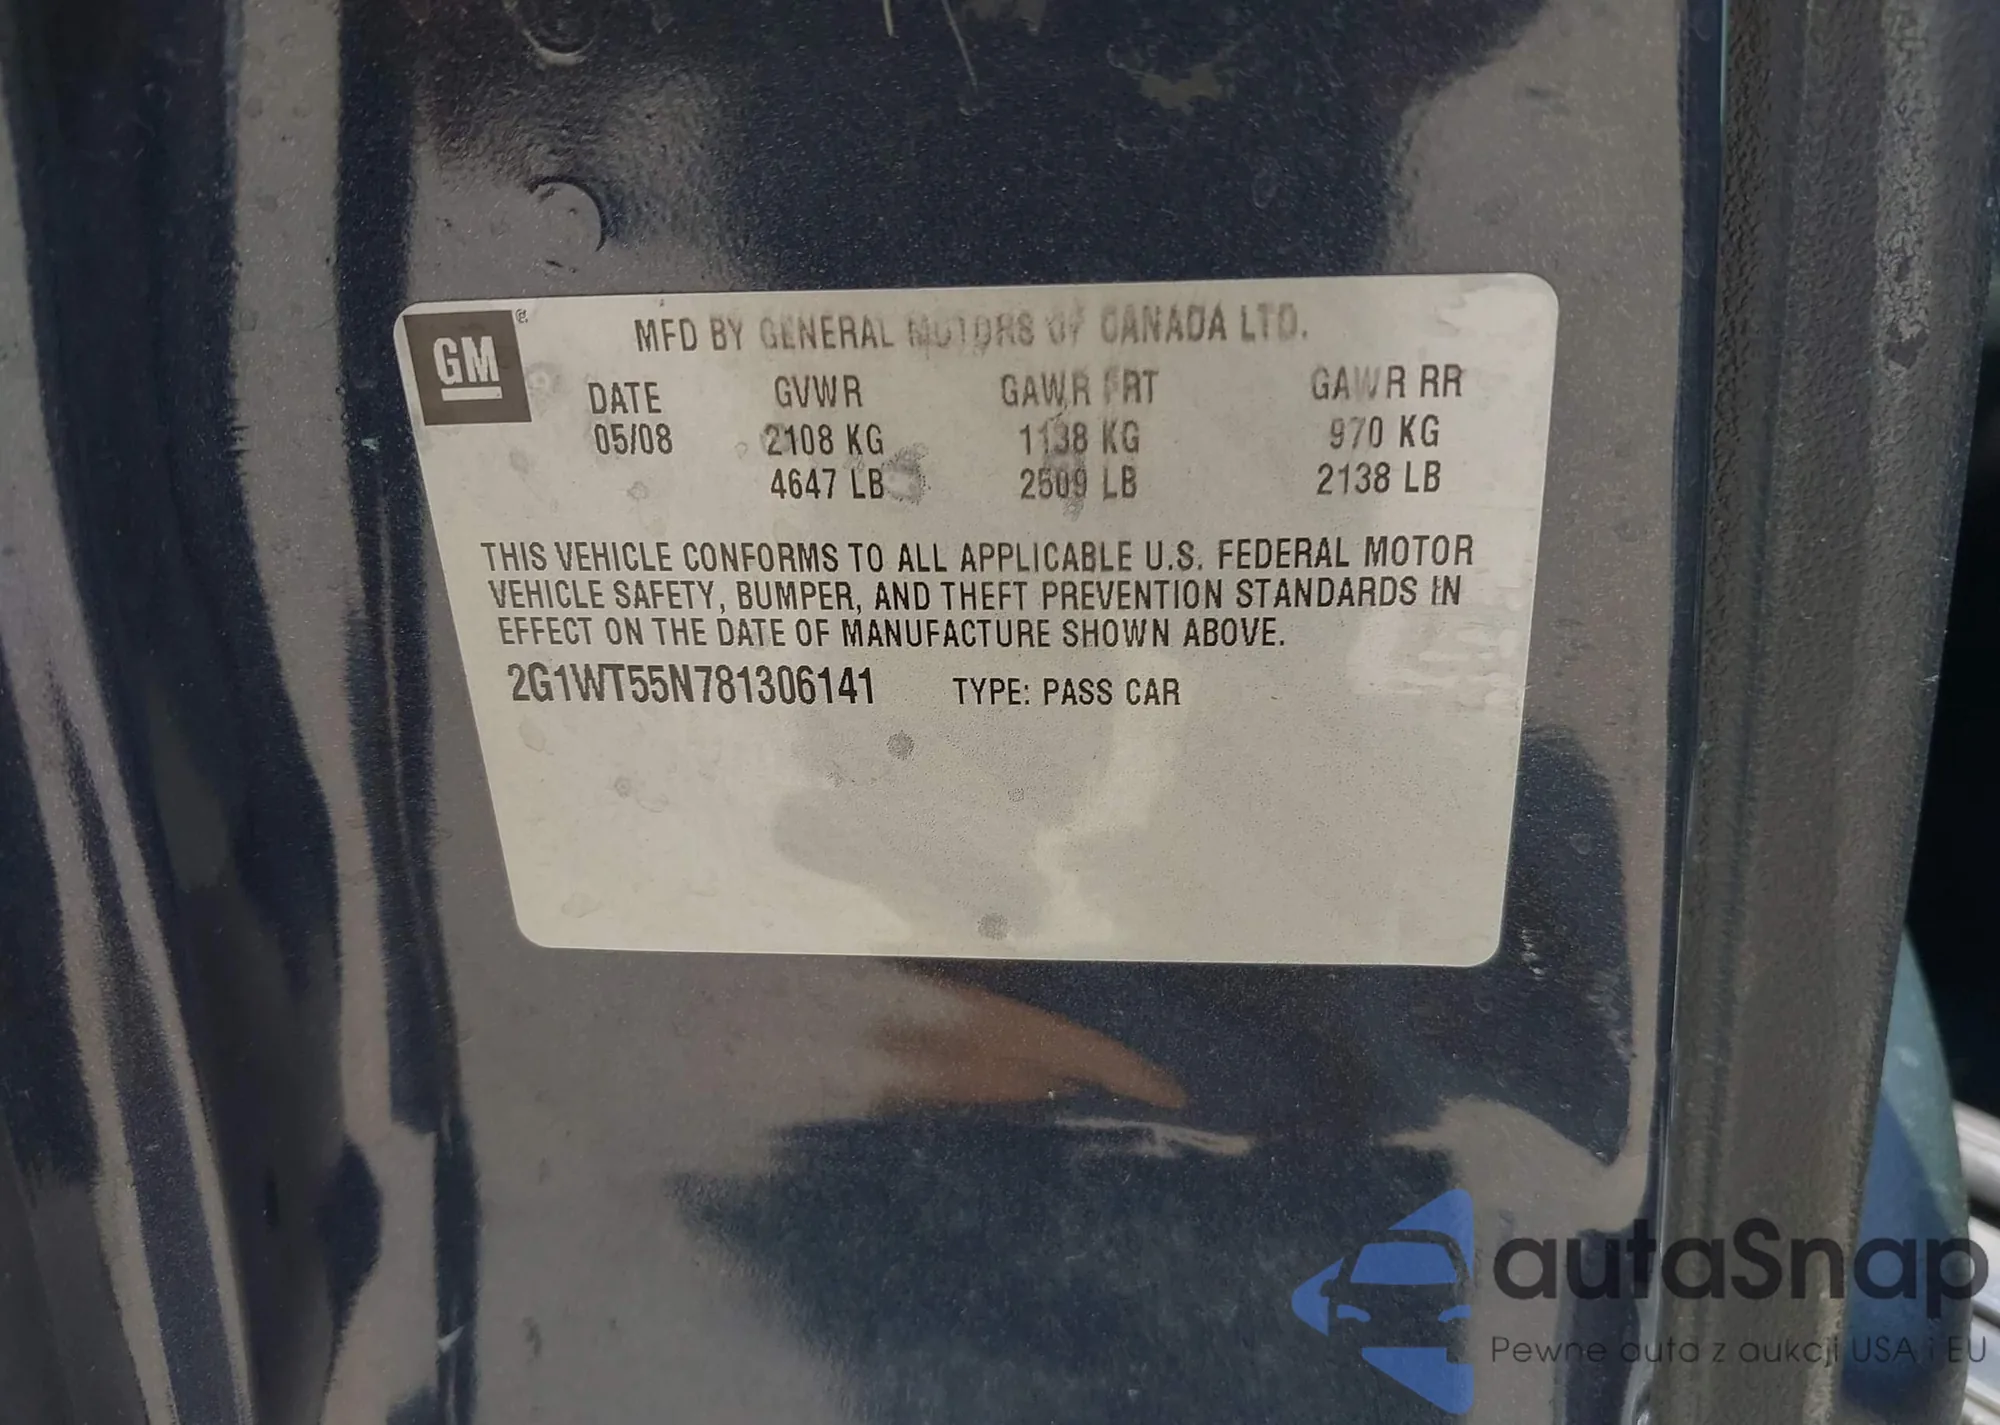 GM®
MFD BY GENERAL MOTORS OF CANADA LTD.
DATE GVWR GAWR FRT GAWR RR
05/08 2108 KG 1138 KG 970 KG
4647 LB 2509 LB 2138 LB
THIS VEHICLE CONFORMS TO ALL APPLICABLE U.S. FEDERAL MOTOR
VEHICLE SAFETY, BUMPER, AND THEFT PREVENTION STANDARDS IN
EFFECT ON THE DATE OF MANUFACTURE SHOWN ABOVE.
2G1WT55N781306141 TYPE: PASS CAR
autaSnap
Pewne auta z aukcji USA i EU